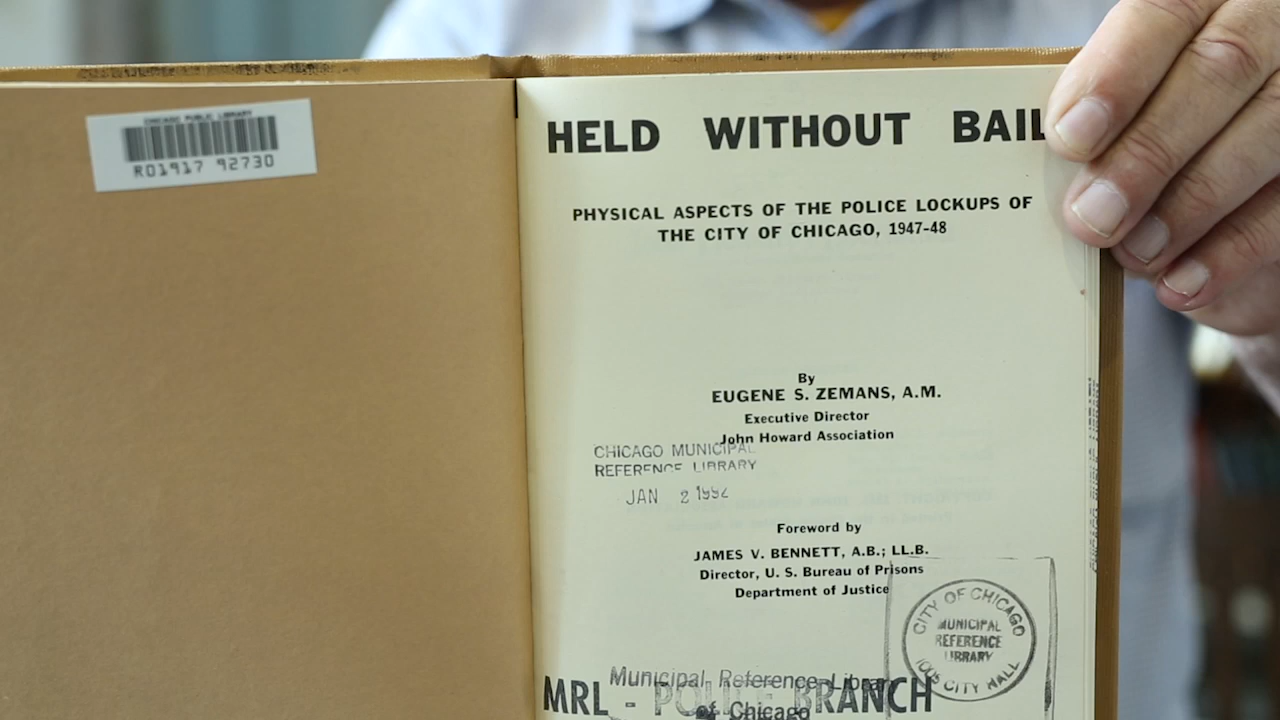 CHICAGO PUBLIC LIBRARY
R01917 92730
HELD WITHOUT BAIL
PHYSICAL ASPECTS OF THE POLICE LOCKUPS OF
THE CITY OF CHICAGO, 1947-48
By
EUGENE S. ZEMANS, A.M.
Executive Director
John Howard Association
CHICAGO MUNICIPAL
REFERENCE LIBRARY
JAN 2 1992
Foreword by
JAMES V. BENNETT, A.B.; LL.B.
Director, U. S. Bureau of Prisons
Department of Justice
CITY OF CHICAGO
MUNICIPAL
REFERENCE
LIBRARY
1005 CITY HALL
Municipal Reference Library
MRL - POLICE BRANCH
of Chicago